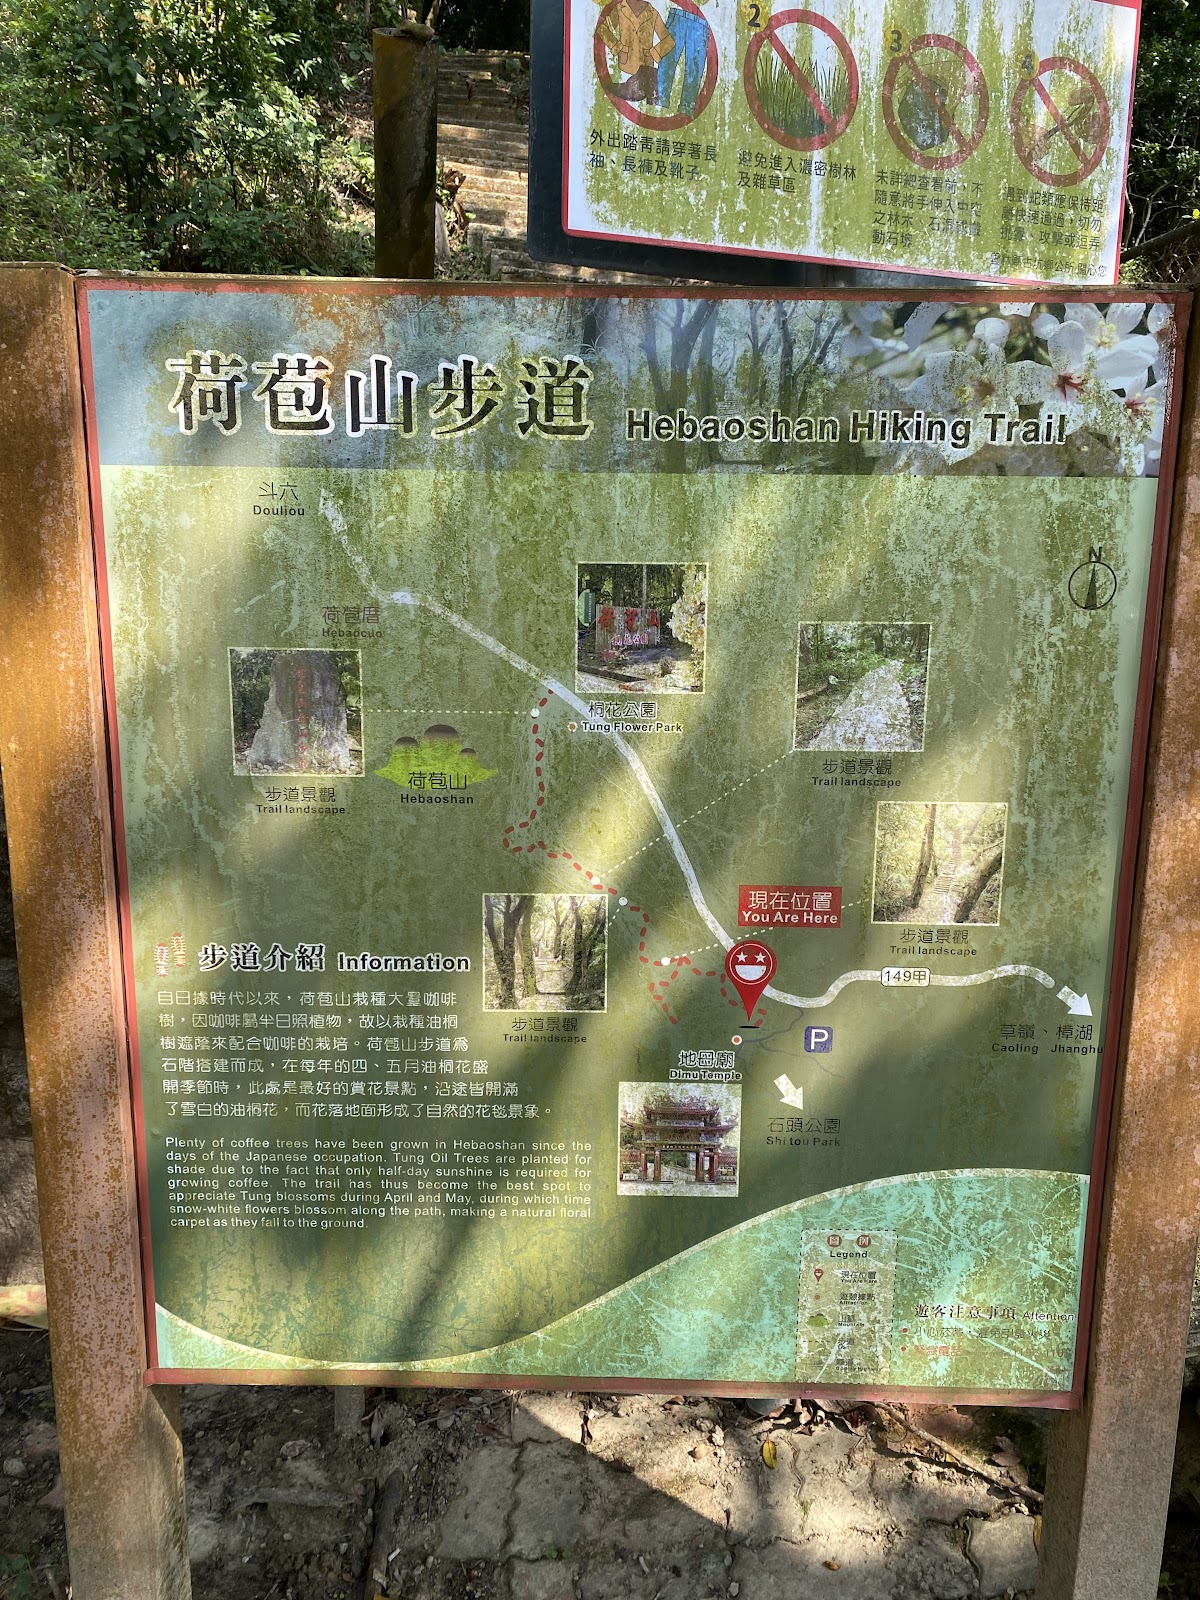 2
3
4
外出踏青請穿著長
袖、長褲及靴子
避免進入濃密樹林
及雜草區
未詳細查看前，不
隨意將手伸入中空
之林木、石洞或翻
動石塊
遇到蛇類應保持距
離快速通過，切勿
挑釁、攻擊或逗弄
荷苞山步道 Hebaoshan Hiking Trail
斗六
Douliou
N
荷苞厝
Hebaocuo
桐花公園
Tung Flower Park
步道景觀
Trail landscape
荷苞山
Hebaoshan
步道景觀
Trail landscape
現在位置
You Are Here
步道景觀
Trail landscape
149甲
步道景觀
Trail landscape
草嶺、樟湖
Caoling Jhanghu
P
地母廟
Dimu Temple
石頭公園
Shitou Park
步道介紹 Information
自日據時代以來，荷苞山栽種大量咖啡
樹，因咖啡屬半日照植物，故以栽種油桐
樹遮蔭來配合咖啡的栽培。荷苞山步道為
石階搭建而成，在每年的四、五月油桐花盛
開季節時，此處是最好的賞花景點，沿途皆開滿
了雪白的油桐花，而花落地面形成了自然的花毯景象。
Plenty of coffee trees have been grown in Hebaoshan since the
days of the Japanese occupation. Tung Oil Trees are planted for
shade due to the fact that only half-day sunshine is required for
growing coffee. The trail has thus become the best spot to
appreciate Tung blossoms during April and May, during which time
snow-white flowers blossom along the path, making a natural floral
carpet as they fall to the ground.
圖例
Legend
現在位置
You Are Here
遊憩據點
Attraction
山岳
Mountain
步道
遊客注意事項 Attention